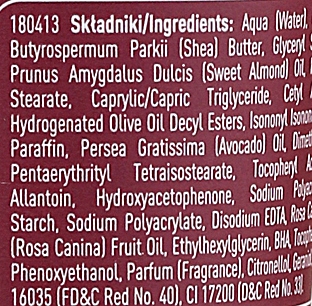 180413 Składniki/Ingredients: Aqua (Water),
Butyrospermum Parkii (Shea) Butter, Glyceryl
Prunus Amygdalus Dulcis (Sweet Almond) Oil,
Stearate, Caprylic/Capric Triglyceride, Cetyl
Hydrogenated Olive Oil Decyl Esters, Isononyl
Paraffin, Persea Gratissima (Avocado) Oil,
Pentaerythrityl Tetraisostearate, Tocopheryl
Allantoin, Hydroxyacetophenone, Sodium
Starch, Sodium Polyacrylate, Disodium EDTA, Rosa
(Rosa Canina) Fruit Oil, Ethylhexylglycerin, BHA,
Phenoxyethanol, Parfum (Fragrance), Citronellol,
16035 (FD&C Red No. 40), CI 17200 (D&C Red No. 33)